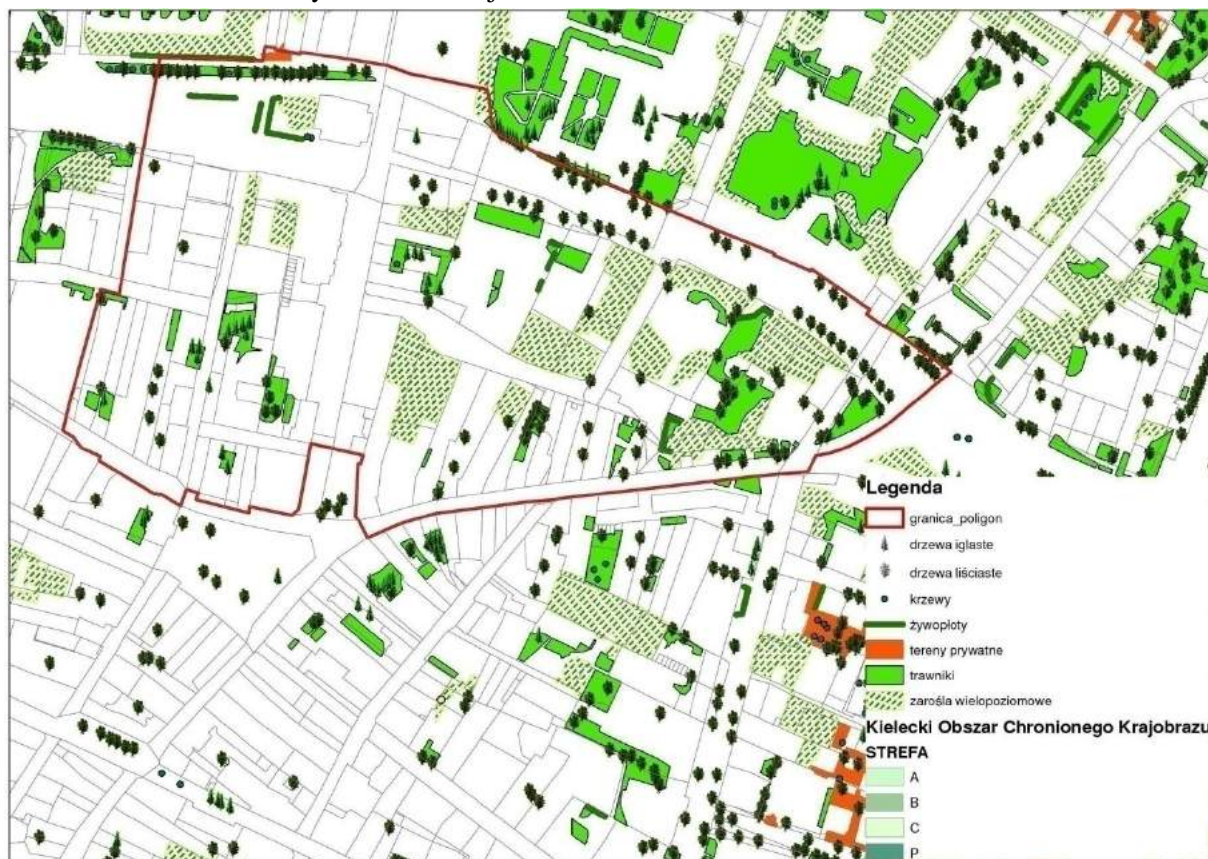 Legenda
granica_poligon
drzewa iglaste
drzewa liściaste
krzewy
żywopłoty
tereny prywatne
trawniki
zarośla wielopoziomowe
Kielecki Obszar Chronionego Krajobrazu
STREFA
A
B
C
P